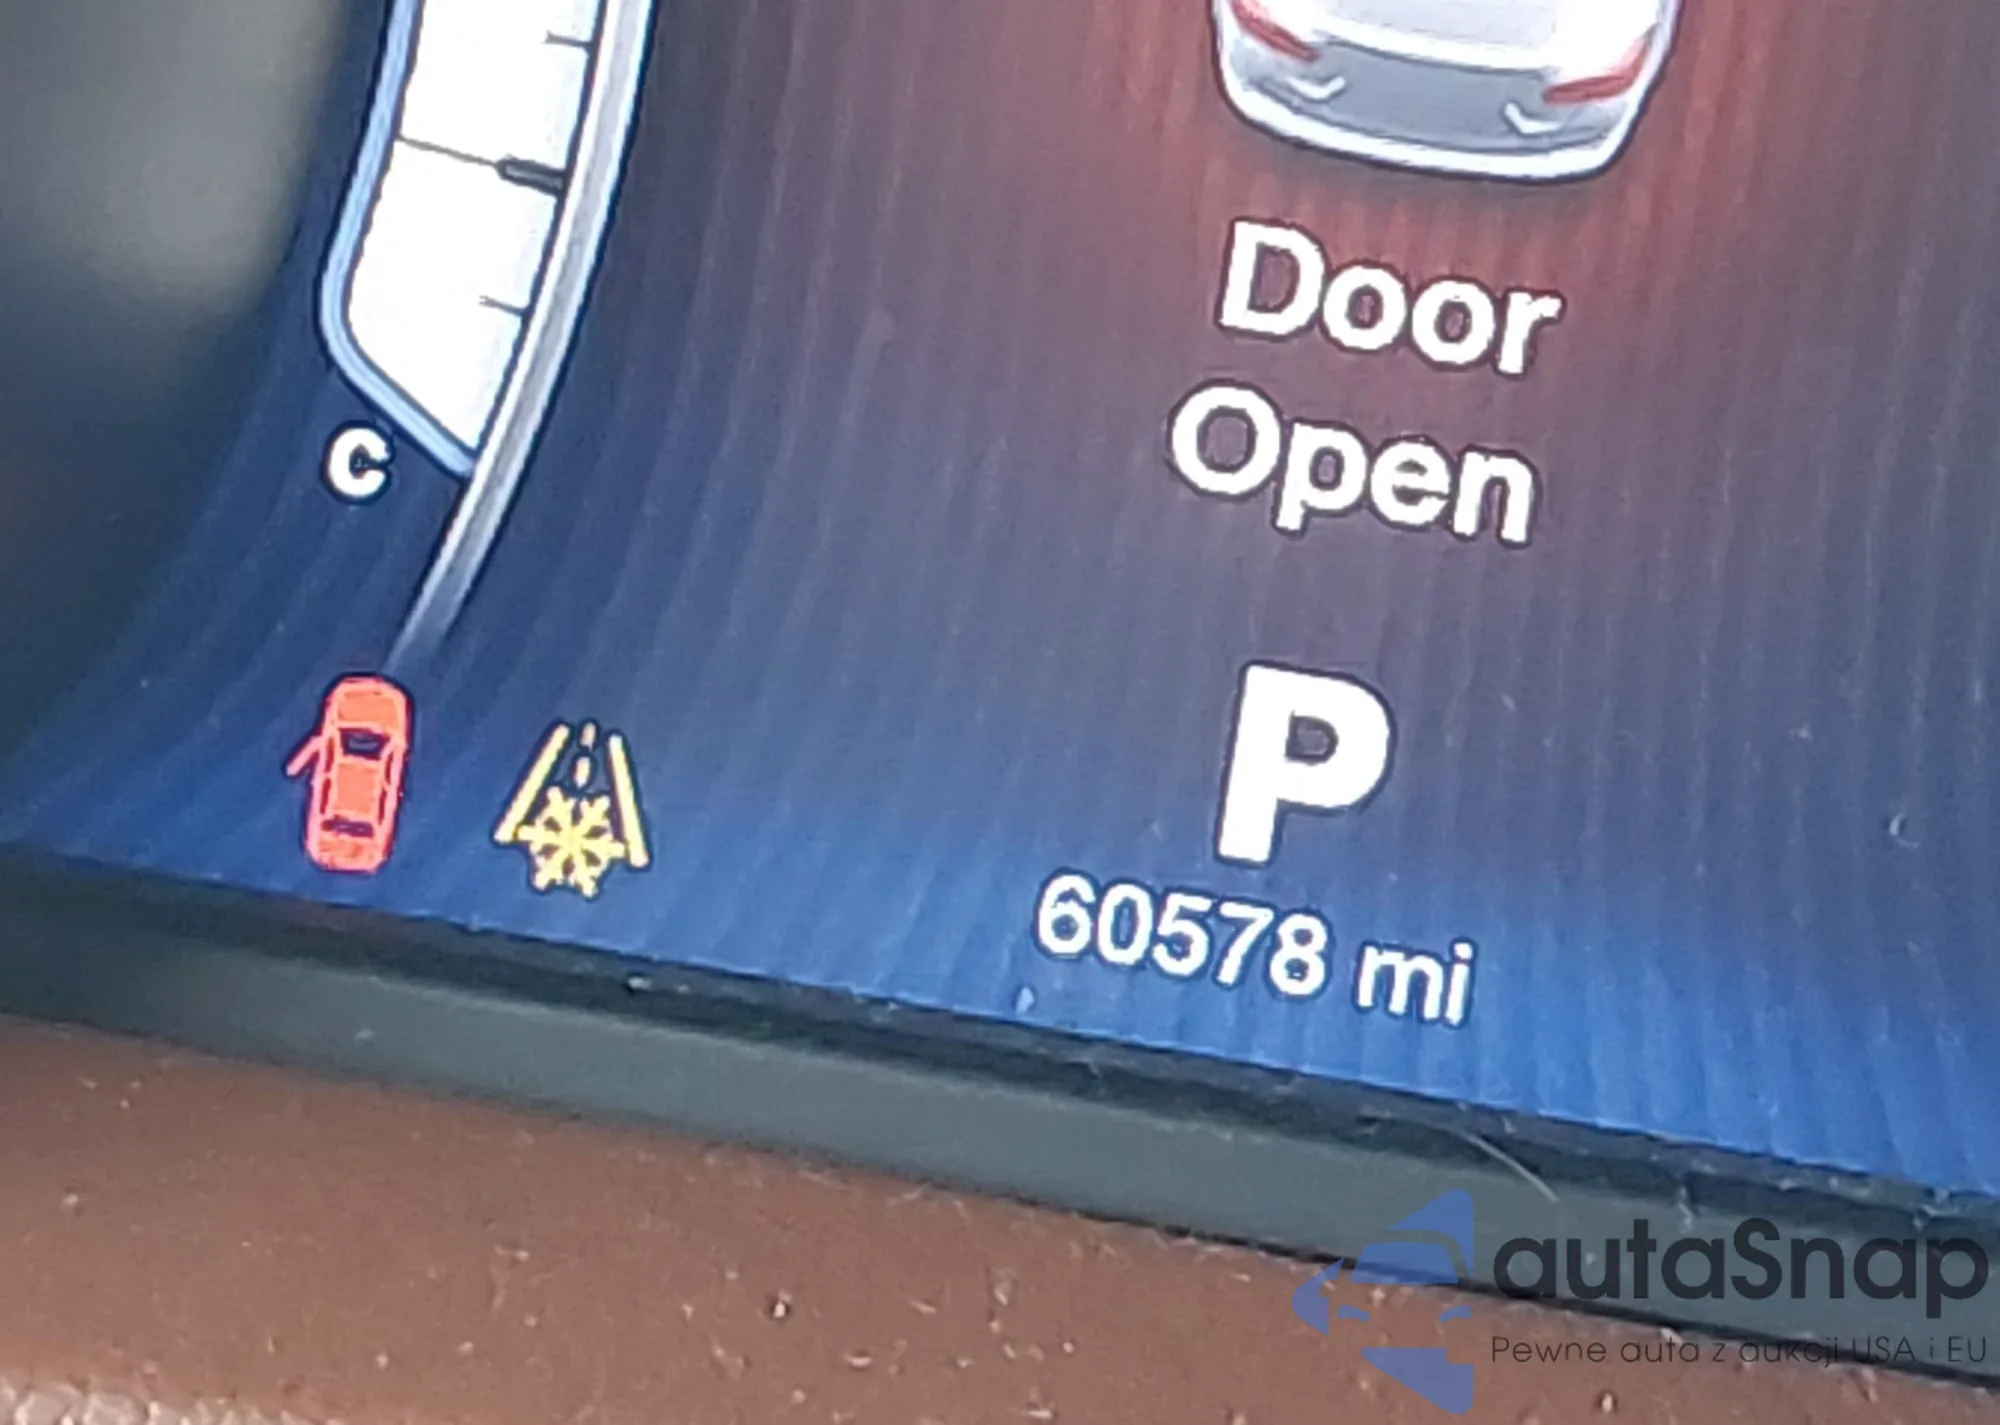 Door
Open
C
P
60578 mi
autaSnap
Pewne auta z aukcji USA i EU